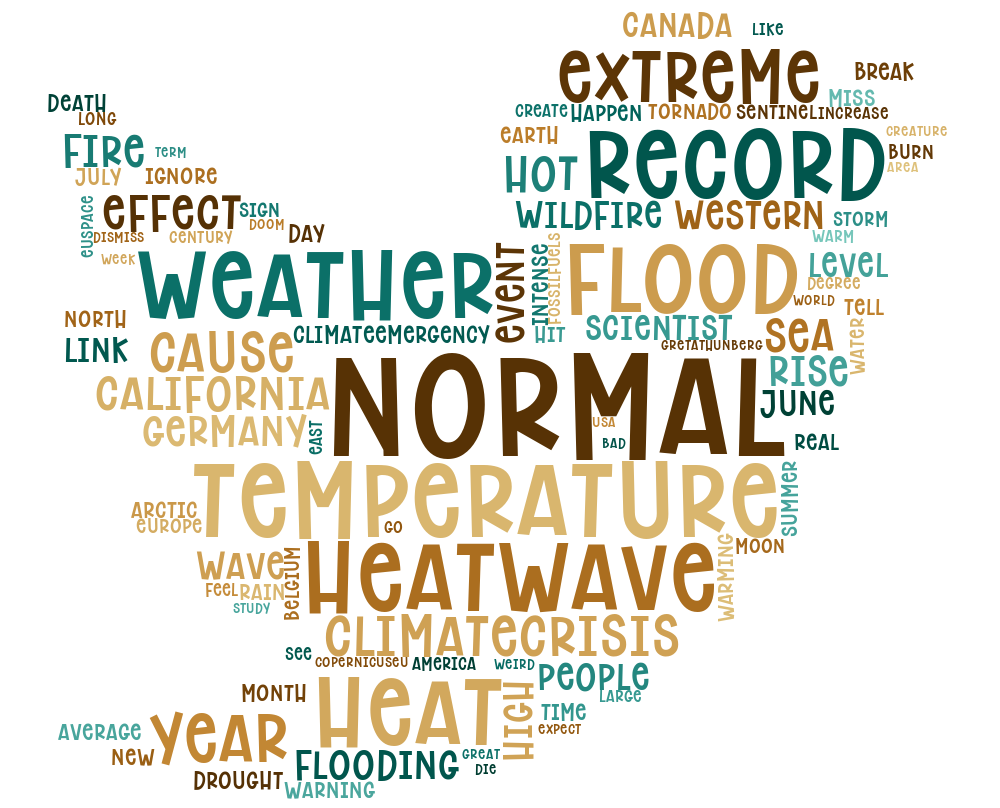 CANADA LIKE
EXTREME BREAK
DEATH MISS
LONG CREATE HAPPEN TORNADO SENTINEL INCREASE
FIRE TERM EARTH RECORD CREATURE
HOT BURN
JULY IGNORE AREA
EUSPACE EFFECT SIGN WILDFIRE WESTERN STORM
DOOM
DISMISS CENTURY DAY WARM
WEEK WEATHER EVENT INTENSE FOSSILFUELS FLOOD LEVEL
DEGREE
WORLD TELL
NORTH CLIMATEEMERGENCY HIT SCIENTIST SEA WATER
LINK CAUSE GRETATHUNBERG
RISE
CALIFORNIA NORMAL JUNE
GERMANY EAST USA
BAD REAL
TEMPERATURE SUMMER
ARCTIC
EUROPE GO
WAVE BELGIUM HEATWAVE WARMING MOON
FEEL RAIN
STUDY
CLIMATECRISIS
SEE COPERNICUSEU AMERICA WEIRD PEOPLE
MONTH HEAT HIGH LARGE
AVERAGE YEAR TIME
EXPECT
NEW FLOODING GREAT
DROUGHT DIE
WARNING